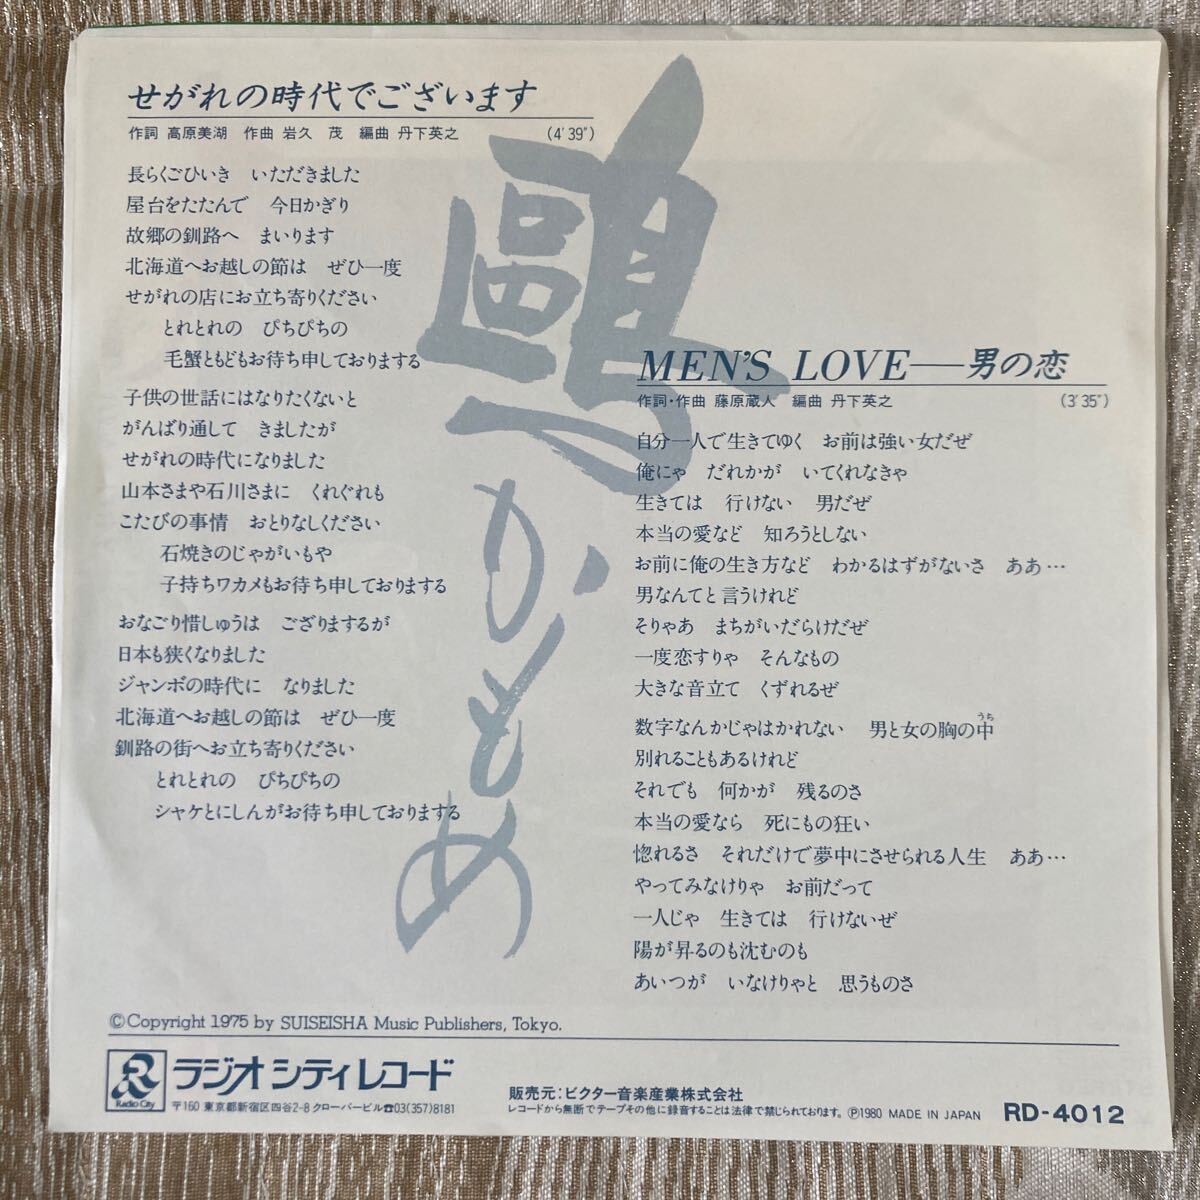 せがれの時代でございます
作詞 高原美湖 作曲 岩久 茂 編曲 丹下英之 (4'39")
長らくごひいき いただきました
屋台をたたんで 今日かぎり
故郷の釧路へ まいります
北海道へお越しの節は ぜひ一度
せがれの店にお立ち寄りください
とれとれの ぴちぴちの
毛蟹ともどもお待ち申しておりまする
子供の世話にはなりたくないと
がんばり通して きましたが
せがれの時代になりました
山本さまや石川さまに くれぐれも
こたびの事情 おとりなしください
石焼きのじゃがいもや
子持ちワカメもお待ち申しておりまする
おなごり惜しゅうは ござりまするが
日本も狭くなりました
ジャンボの時代に なりました
北海道へお越しの節は ぜひ一度
釧路の街へお立ち寄りください
とれとれの ぴちぴちの
シャケとにしんがお待ち申しておりまする
鷗かもめ
MEN'S LOVE——男の恋
作詞・作曲 藤原蔵人 編曲 丹下英之 (3'35")
自分一人で生きてゆく お前は強い女だぜ
俺にゃ だれかが いてくれなきゃ
生きては 行けない 男だぜ
本当の愛など 知ろうとしない
お前に俺の生き方など わかるはずがないさ ああ…
男なんてと言うけれど
そりゃあ まちがいだらけだぜ
一度恋すりゃ そんなもの
大きな音立て くずれるぜ
数字なんかじゃはかれない 男と女の胸の中
うち
別れることもあるけれど
それでも 何かが 残るのさ
本当の愛なら 死にもの狂い
惚れるさ それだけで夢中にさせられる人生 ああ…
やってみなけりゃ お前だって
一人じゃ 生きては 行けないぜ
陽が昇るのも沈むのも
あいつが いなけりゃと 思うものさ
©Copyright 1975 by SUISEISHA Music Publishers, Tokyo.
Radio City
ラジオシティレコード
〒160 東京都新宿区四谷2-8 クローバービル☎03(357)8181
販売元：ビクター音楽産業株式会社
レコードから無断でテープその他に録音することは法律で禁じられております。 Ⓟ1980 MADE IN JAPAN
RD-4012